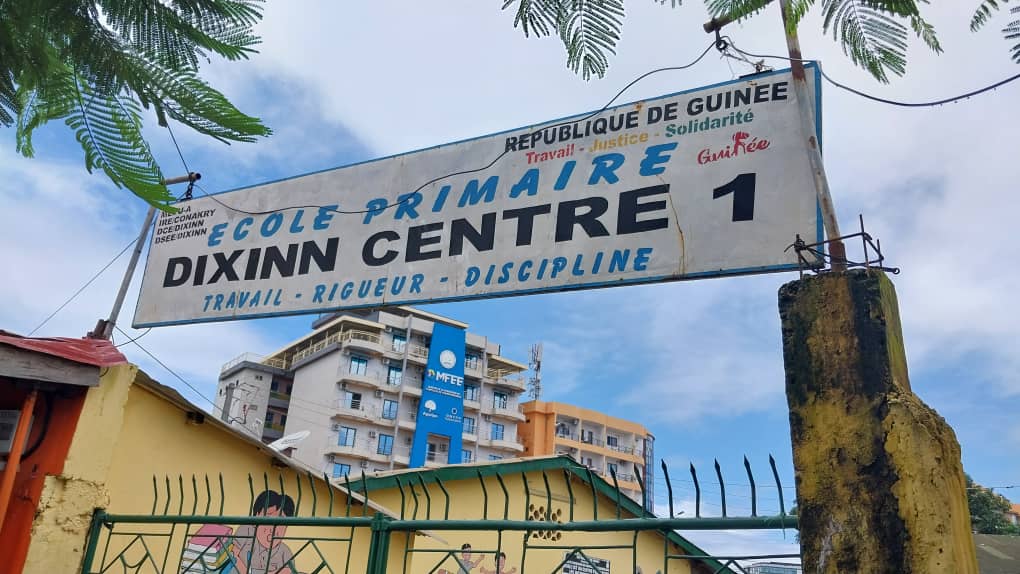 REPUBLIQUE DE GUINEE
Travail - Justice - Solidarité
Guinée
IRE/CONAKRY
DCE/DIXINN
DSEE/DIXINN
ECOLE PRIMAIRE
DIXINN CENTRE 1
TRAVAIL - RIGUEUR - DISCIPLINE
MFEE